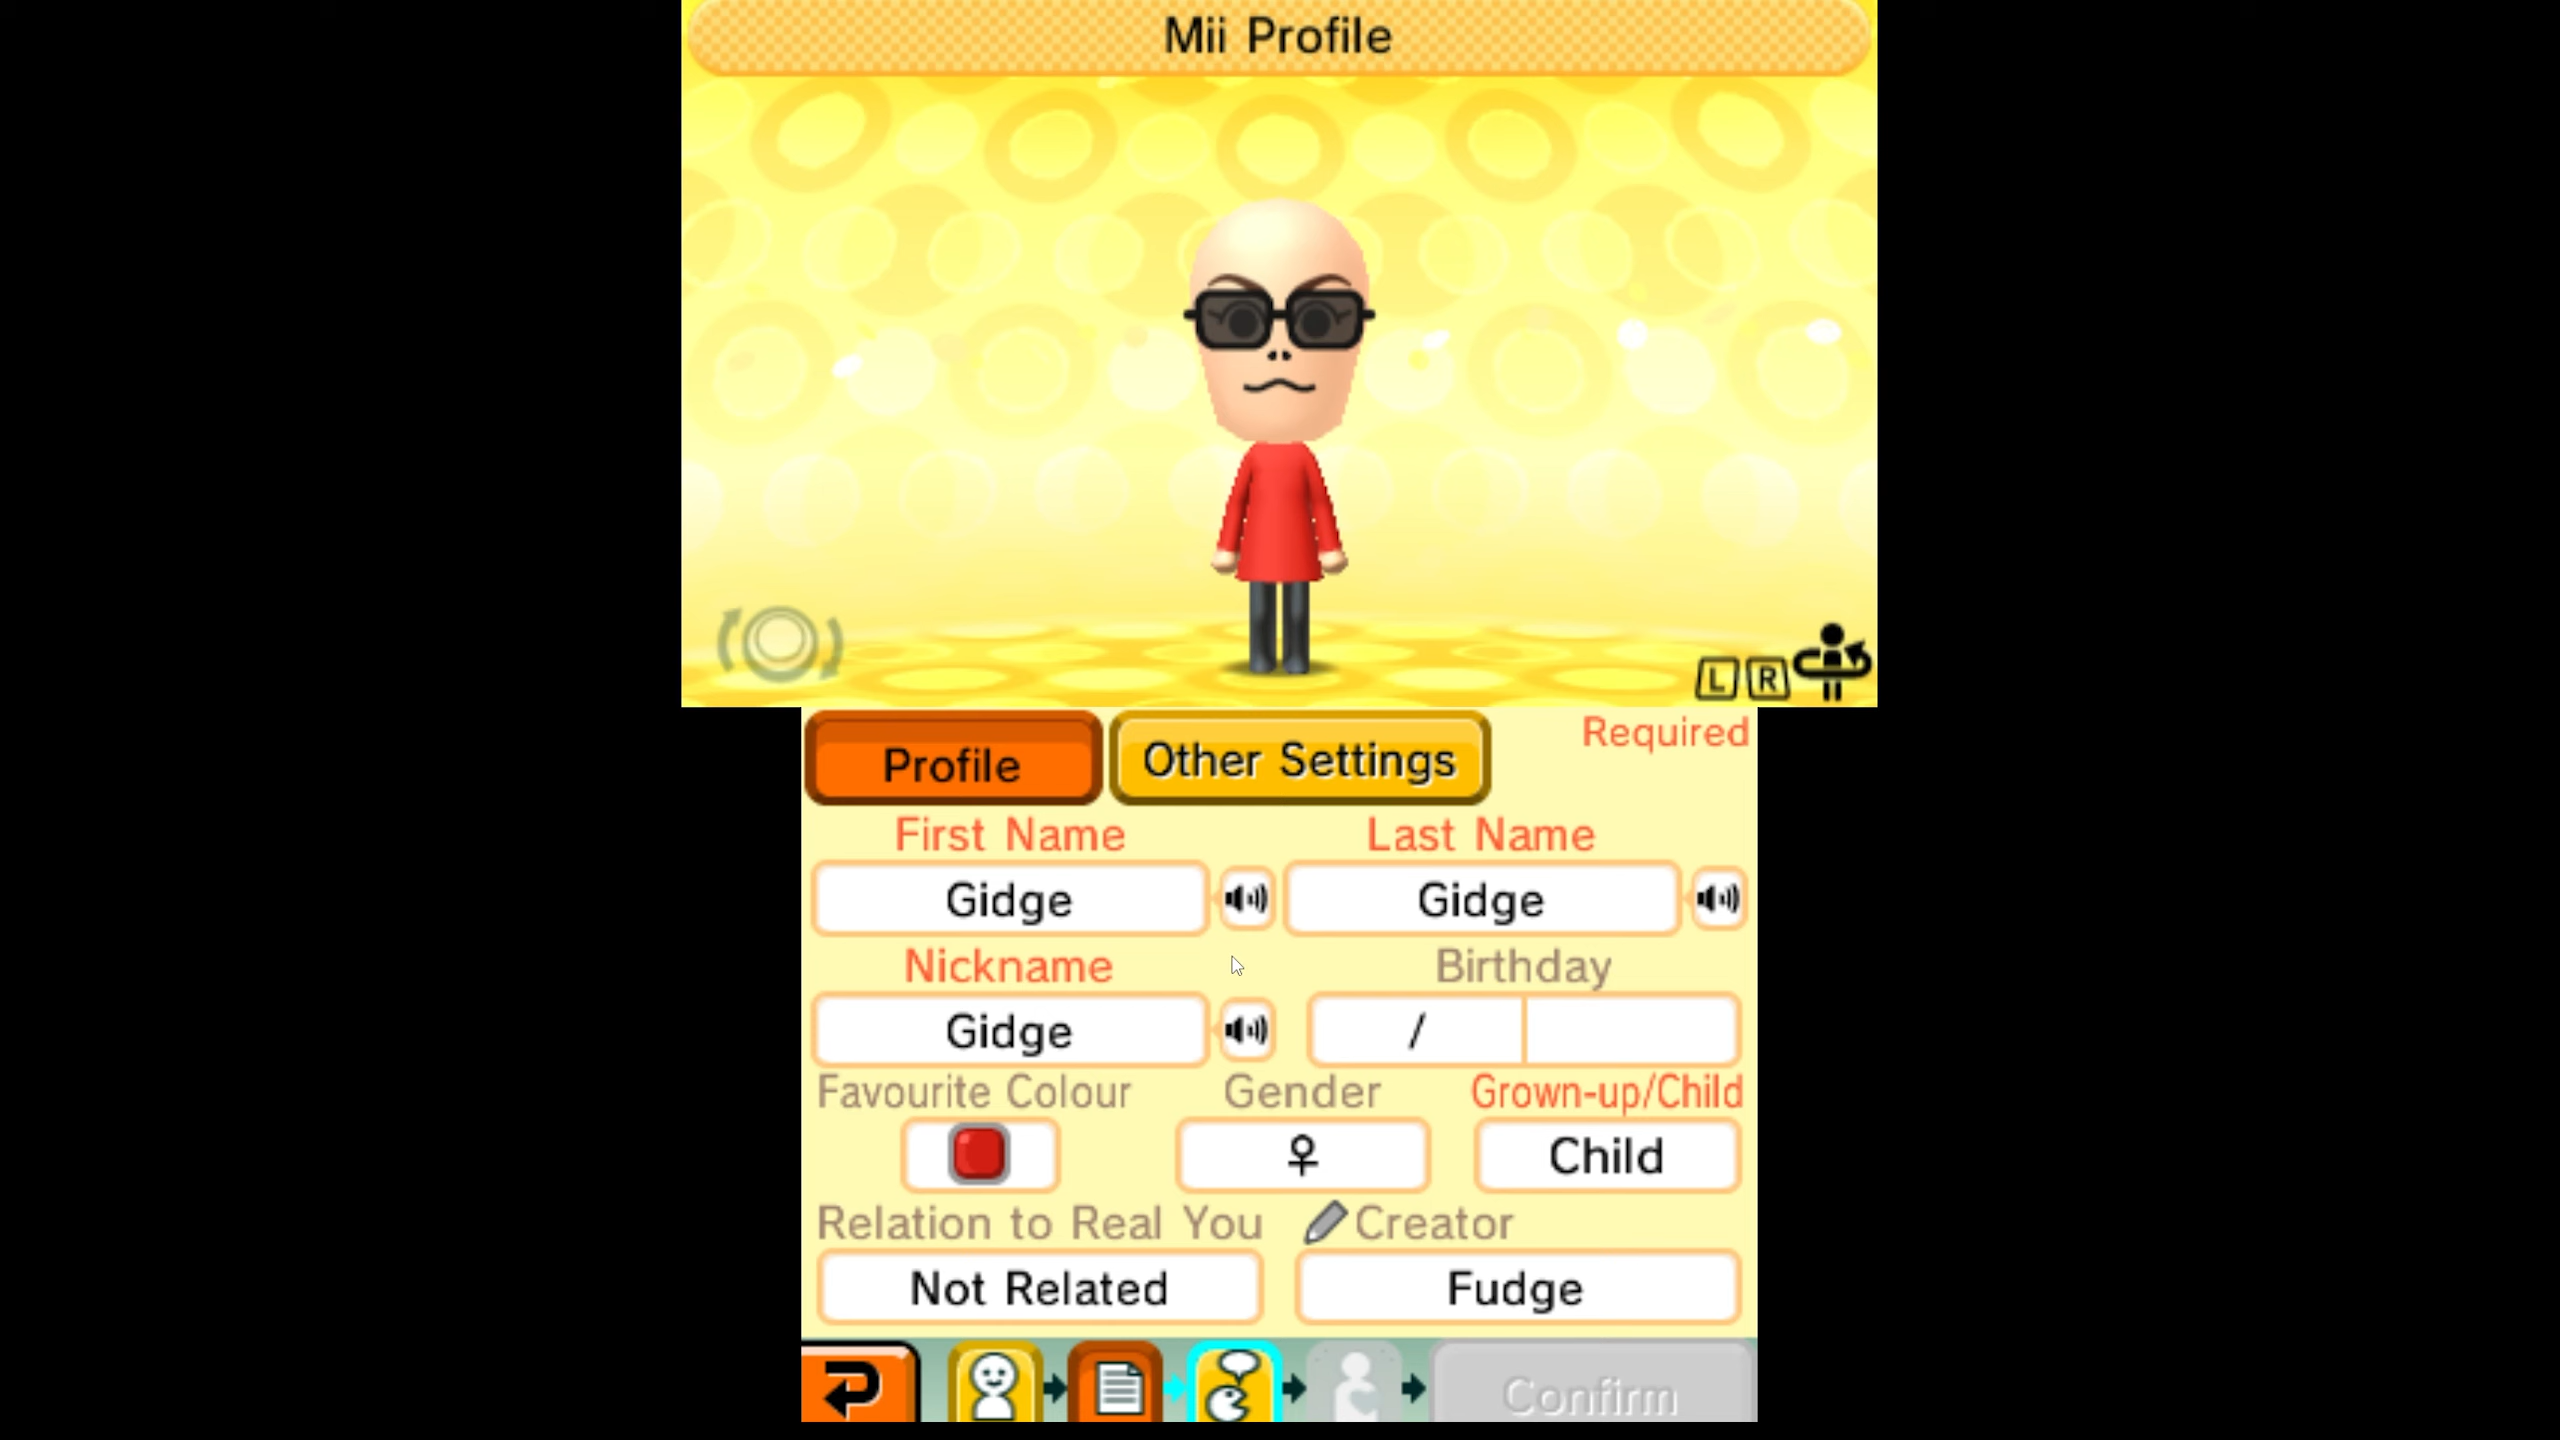 Mii Profile
L R
Profile
Other Settings
Required
First Name
Last Name
Gidge
Gidge
Nickname
Birthday
Gidge
/
Favourite Colour
Gender
Grown-up/Child
♀
Child
Relation to Real You
Creator
Not Related
Fudge
Confirm